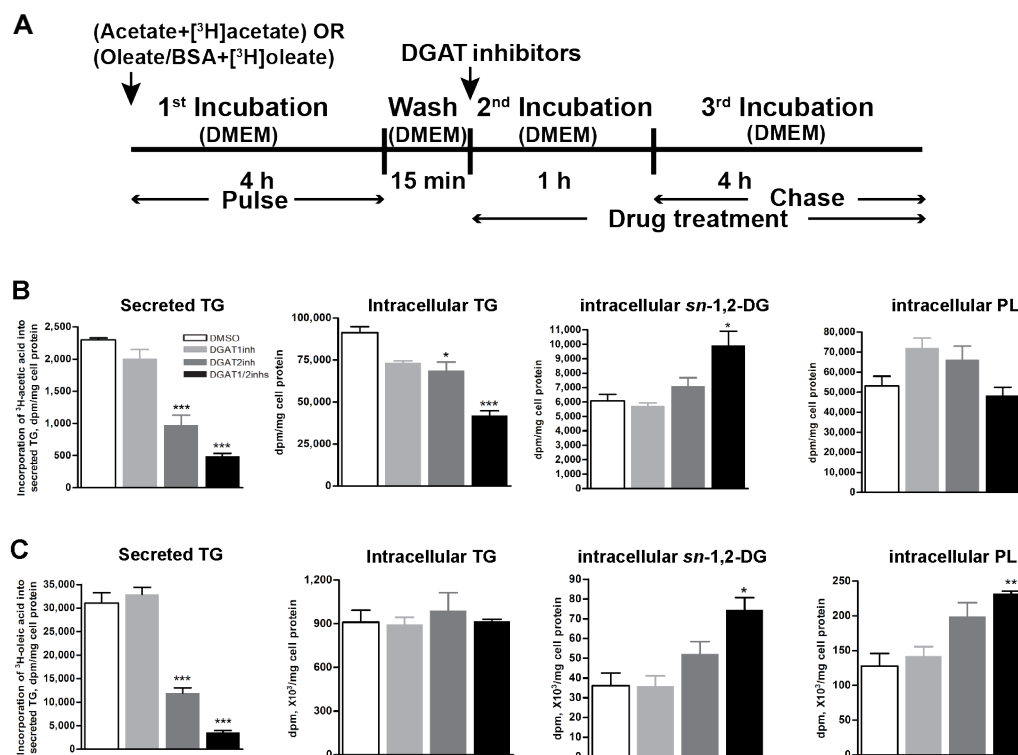 A
(Acetate+[³H]acetate) OR
(Oleate/BSA+[³H]oleate)
DGAT inhibitors
1st Incubation
(DMEM)
Wash
(DMEM)
2nd Incubation
(DMEM)
3rd Incubation
(DMEM)
4 h
15 min
1 h
4 h
Pulse
Chase
Drug treatment
B
Secreted TG
Incorporation of ³H-acetic acid into
secreted TG, dpm/mg cell protein
2,500
2,000
1,500
1,000
500
0
DMSO
DGAT1inh
DGAT2inh
DGAT1/2inhs
***
***
Intracellular TG
dpm/mg cell protein
100,000
75,000
50,000
25,000
0
*
***
intracellular sn-1,2-DG
dpm/mg cell protein
11,000
10,000
9,000
8,000
7,000
6,000
5,000
4,000
3,000
2,000
1,000
0
*
intracellular PL
dpm/mg cell protein
80,000
70,000
60,000
50,000
40,000
30,000
20,000
10,000
0
C
Secreted TG
Incorporation of ³H-oleic acid into
secreted TG, dpm/mg cell protein
35,000
30,000
25,000
20,000
15,000
10,000
5,000
0
***
***
Intracellular TG
dpm, X10³/mg cell protein
1,200
900
600
300
0
intracellular sn-1,2-DG
dpm, X10³/mg cell protein
90
80
70
60
50
40
30
20
10
0
*
intracellular PL
dpm, X10³/mg cell protein
250
200
150
100
50
0
**